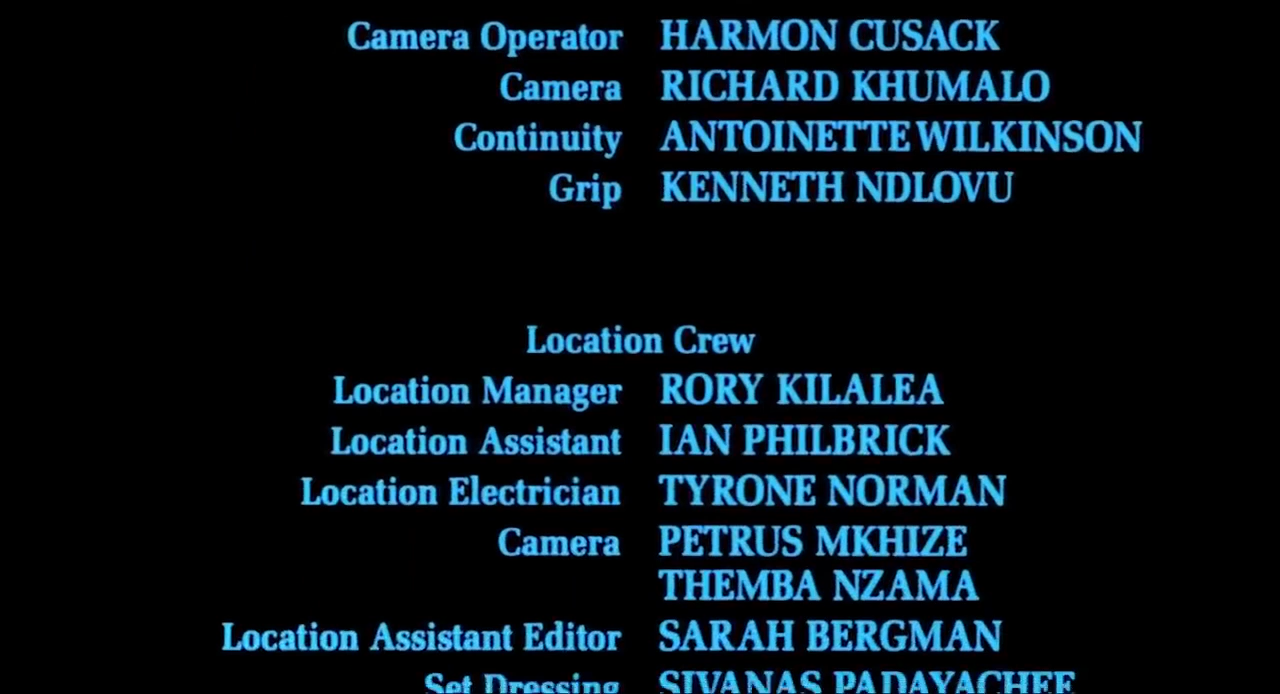 Camera Operator HARMON CUSACK
Camera RICHARD KHUMALO
Continuity ANTOINETTE WILKINSON
Grip KENNETH NDLOVU
Location Crew
Location Manager RORY KILALEA
Location Assistant IAN PHILBRICK
Location Electrician TYRONE NORMAN
Camera PETRUS MKHIZE
THEMBA NZAMA
Location Assistant Editor SARAH BERGMAN
Set Dressing SIVANAS PADAYACHEE